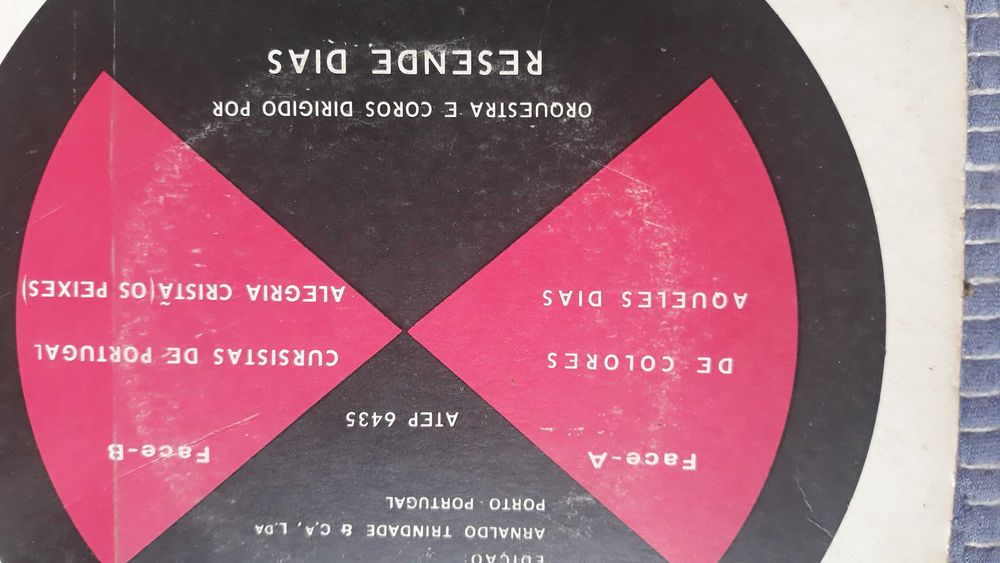 EDIÇÃO:
ARNALDO TRINDADE & C.A, L.DA
PORTO-PORTUGAL
Face-A
DE COLORES
AQUELES DIAS
ATEP 6435
Face-B
CURSISTAS DE PORTUGAL
ALEGRIA CRISTÃ(OS PEIXES)
ORQUESTRA E COROS DIRIGIDO POR
RESENDE DIAS